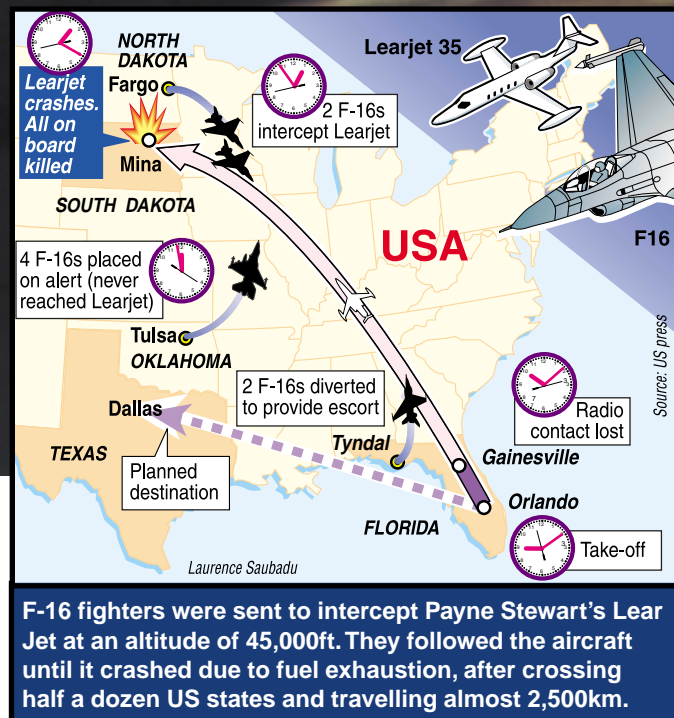 NORTH
DAKOTA
Fargo
Learjet
crashes.
All on
board
killed
Mina
SOUTH DAKOTA
2 F-16s
intercept Learjet
Learjet 35
F16
USA
4 F-16s placed
on alert (never
reached Learjet)
Tulsa
OKLAHOMA
Dallas
TEXAS
Planned
destination
2 F-16s diverted
to provide escort
Tyndal
Radio
contact lost
Gainesville
Orlando
FLORIDA
Take-off
Source: US press
Laurence Saubadu
F-16 fighters were sent to intercept Payne Stewart’s Lear
Jet at an altitude of 45,000ft. They followed the aircraft
until it crashed due to fuel exhaustion, after crossing
half a dozen US states and travelling almost 2,500km.